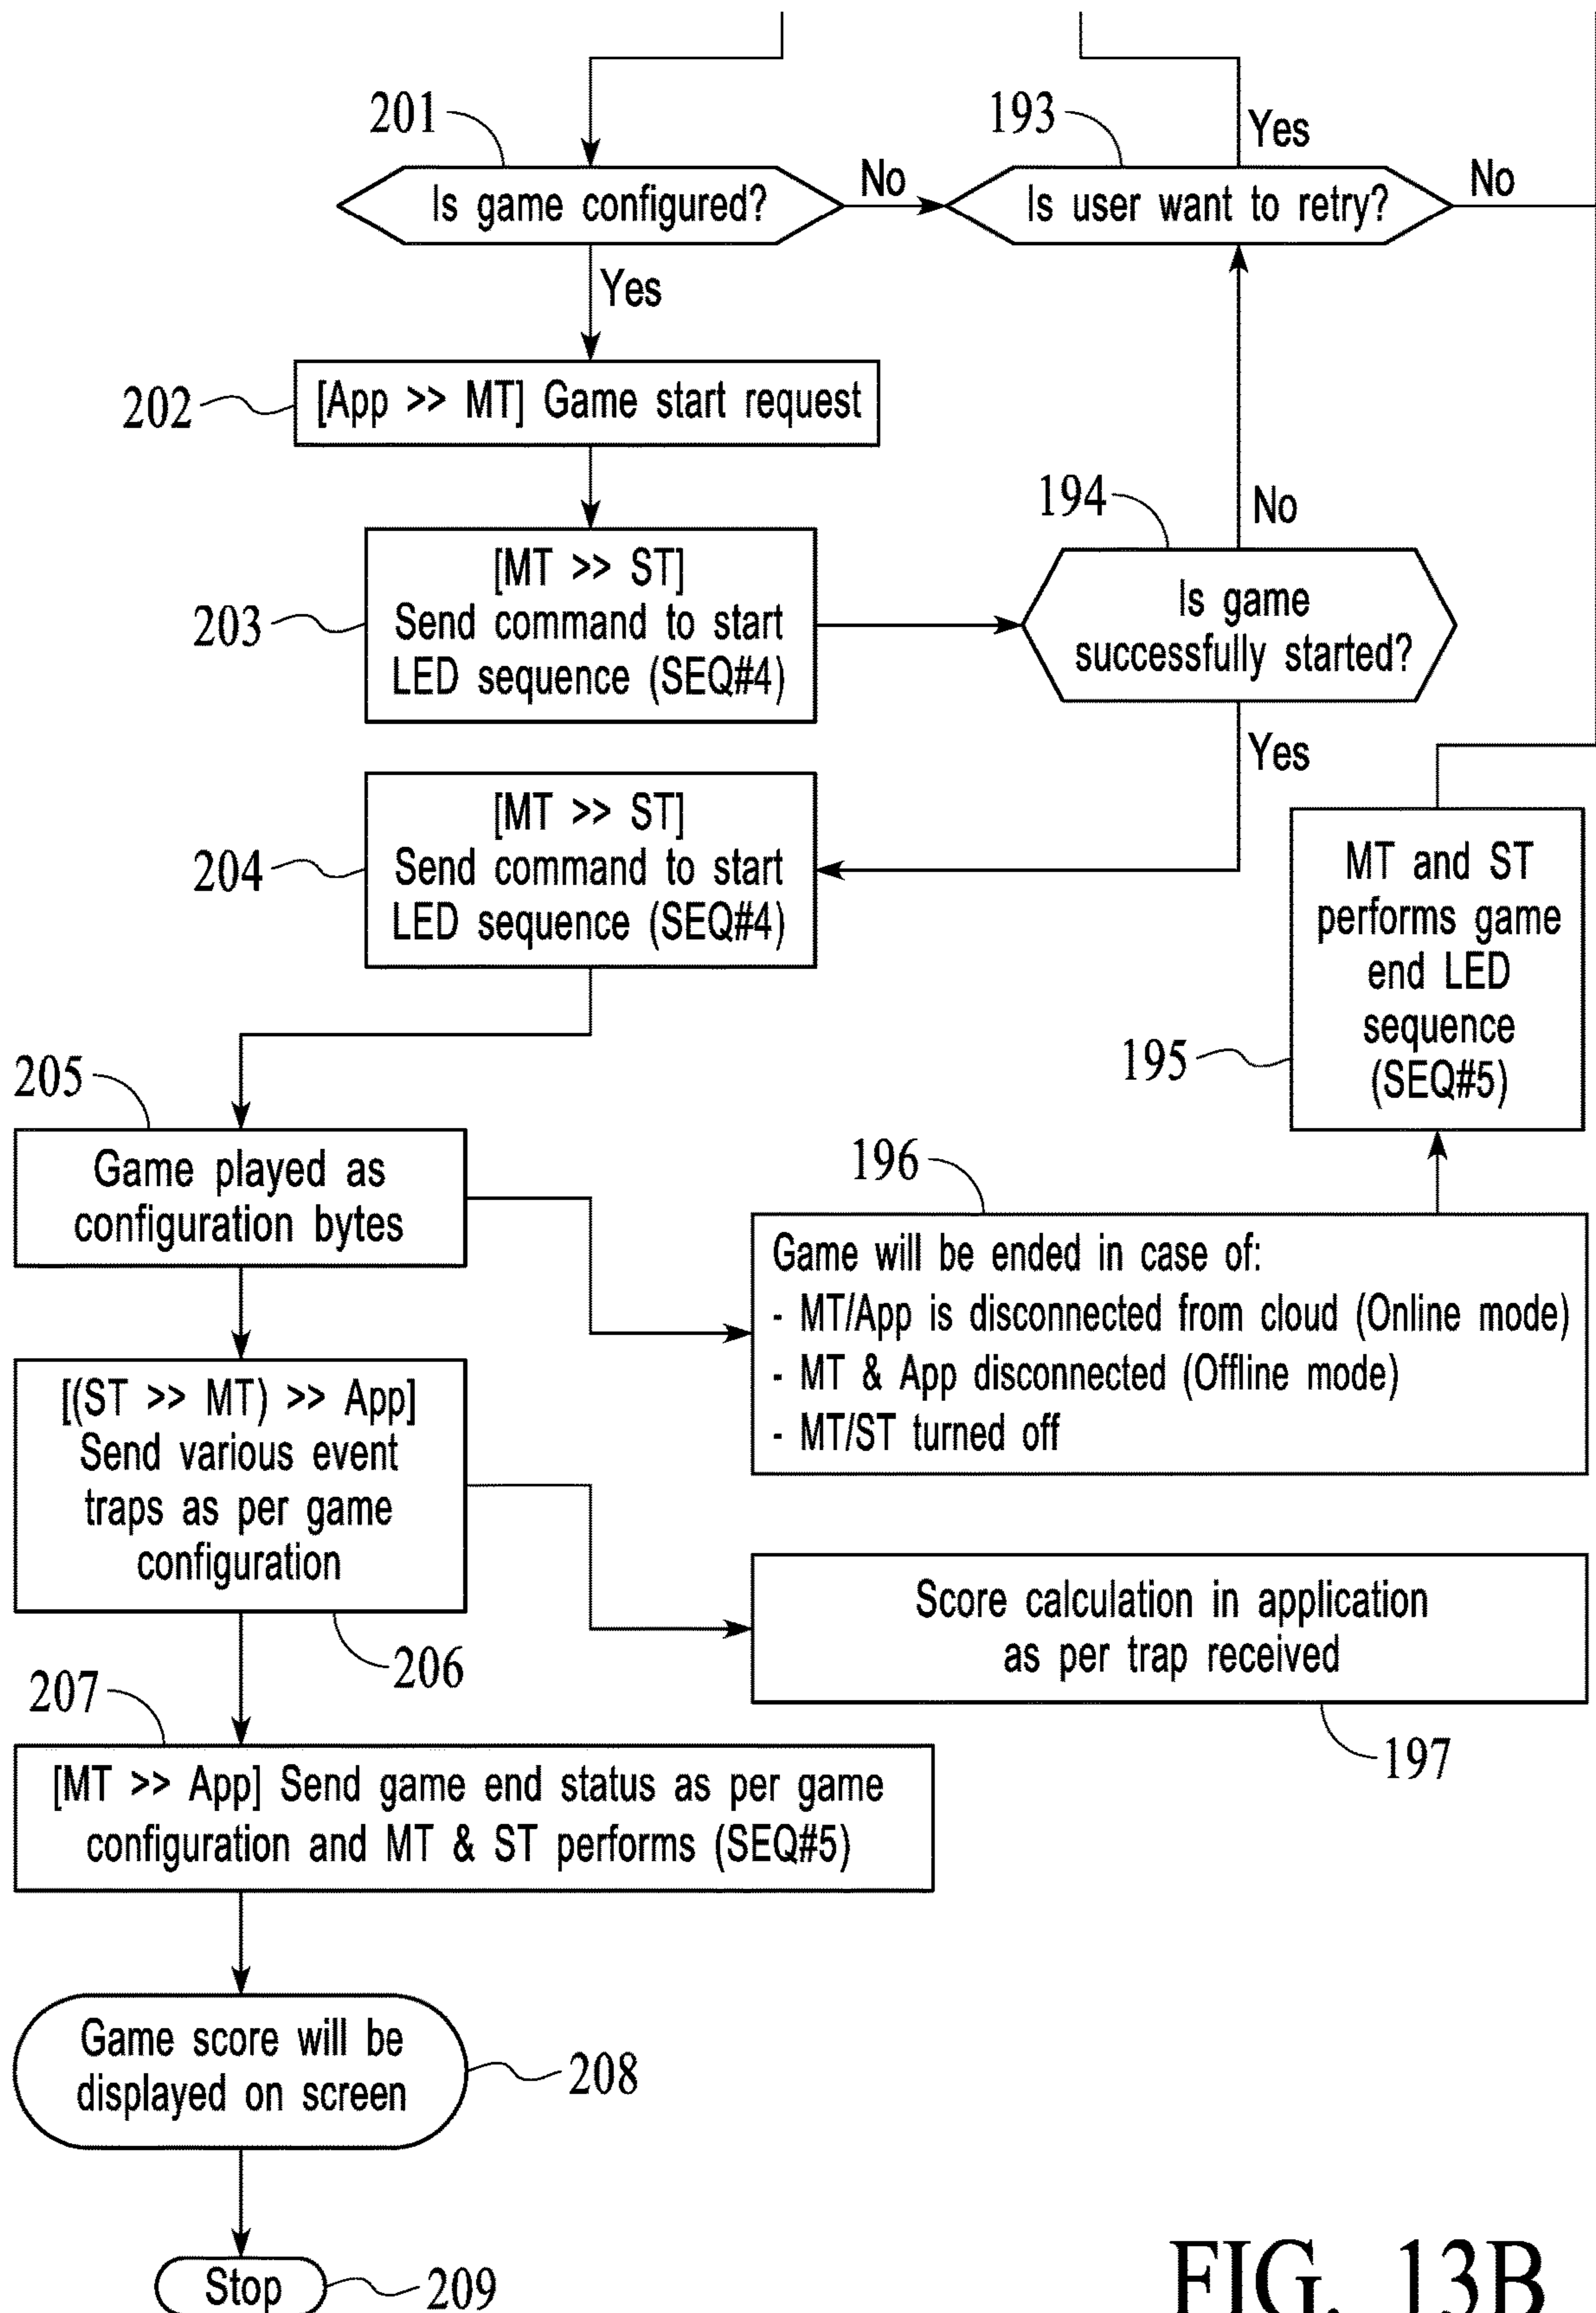 201
193
Yes
Is game configured?
No
Is user want to retry?
No
Yes
202
[App >> MT] Game start request
194
No
203
[MT >> ST]
Send command to start
LED sequence (SEQ#4)
Is game
successfully started?
Yes
204
[MT >> ST]
Send command to start
LED sequence (SEQ#4)
MT and ST
performs game
end LED
sequence
(SEQ#5)
195
205
Game played as
configuration bytes
196
Game will be ended in case of:
- MT/App is disconnected from cloud (Online mode)
- MT & App disconnected (Offline mode)
- MT/ST turned off
[(ST >> MT) >> App]
Send various event
traps as per game
configuration
206
Score calculation in application
as per trap received
197
207
[MT >> App] Send game end status as per game
configuration and MT & ST performs (SEQ#5)
Game score will be
displayed on screen
208
Stop
209
FIG. 13B